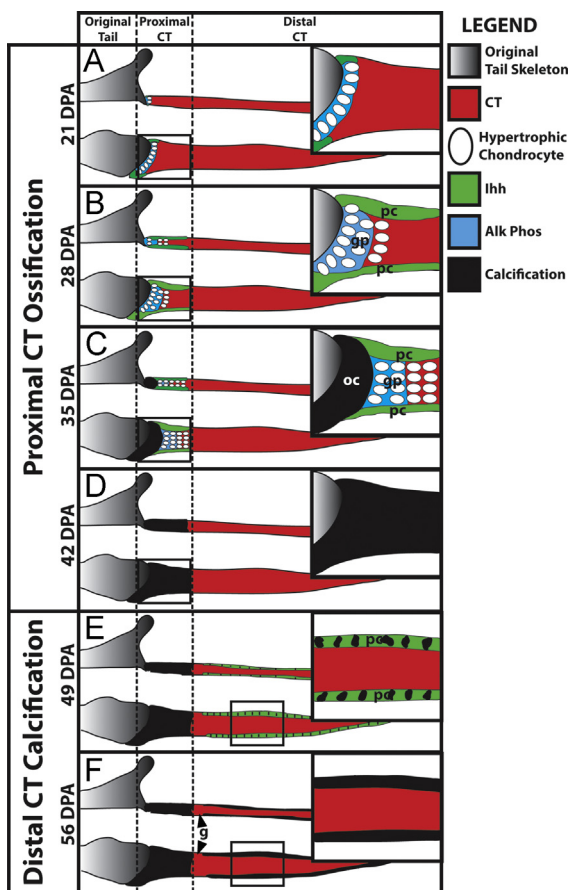 Original
Tail
Proximal
CT
Distal
CT
LEGEND
Original
Tail Skeleton
CT
Hypertrophic
Chondrocyte
Ihh
Alk Phos
Calcification
Proximal CT Ossification
21 DPA
A
28 DPA
B
pc
gp
pc
35 DPA
C
pc
oc
gp
pc
42 DPA
D
Distal CT Calcification
49 DPA
E
pc
pc
56 DPA
F
g